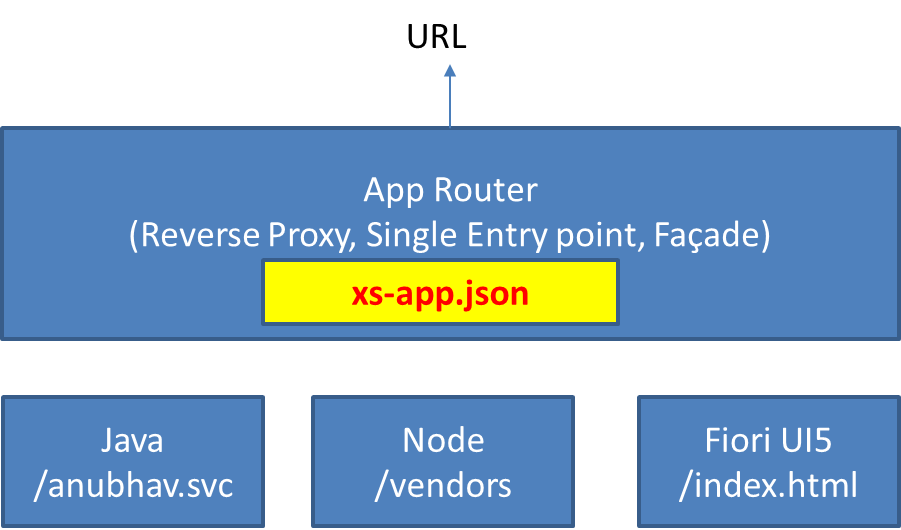 URL
App Router
(Reverse Proxy, Single Entry point, Façade)
xs-app.json
Java
/anubhav.svc
Node
/vendors
Fiori UI5
/index.html